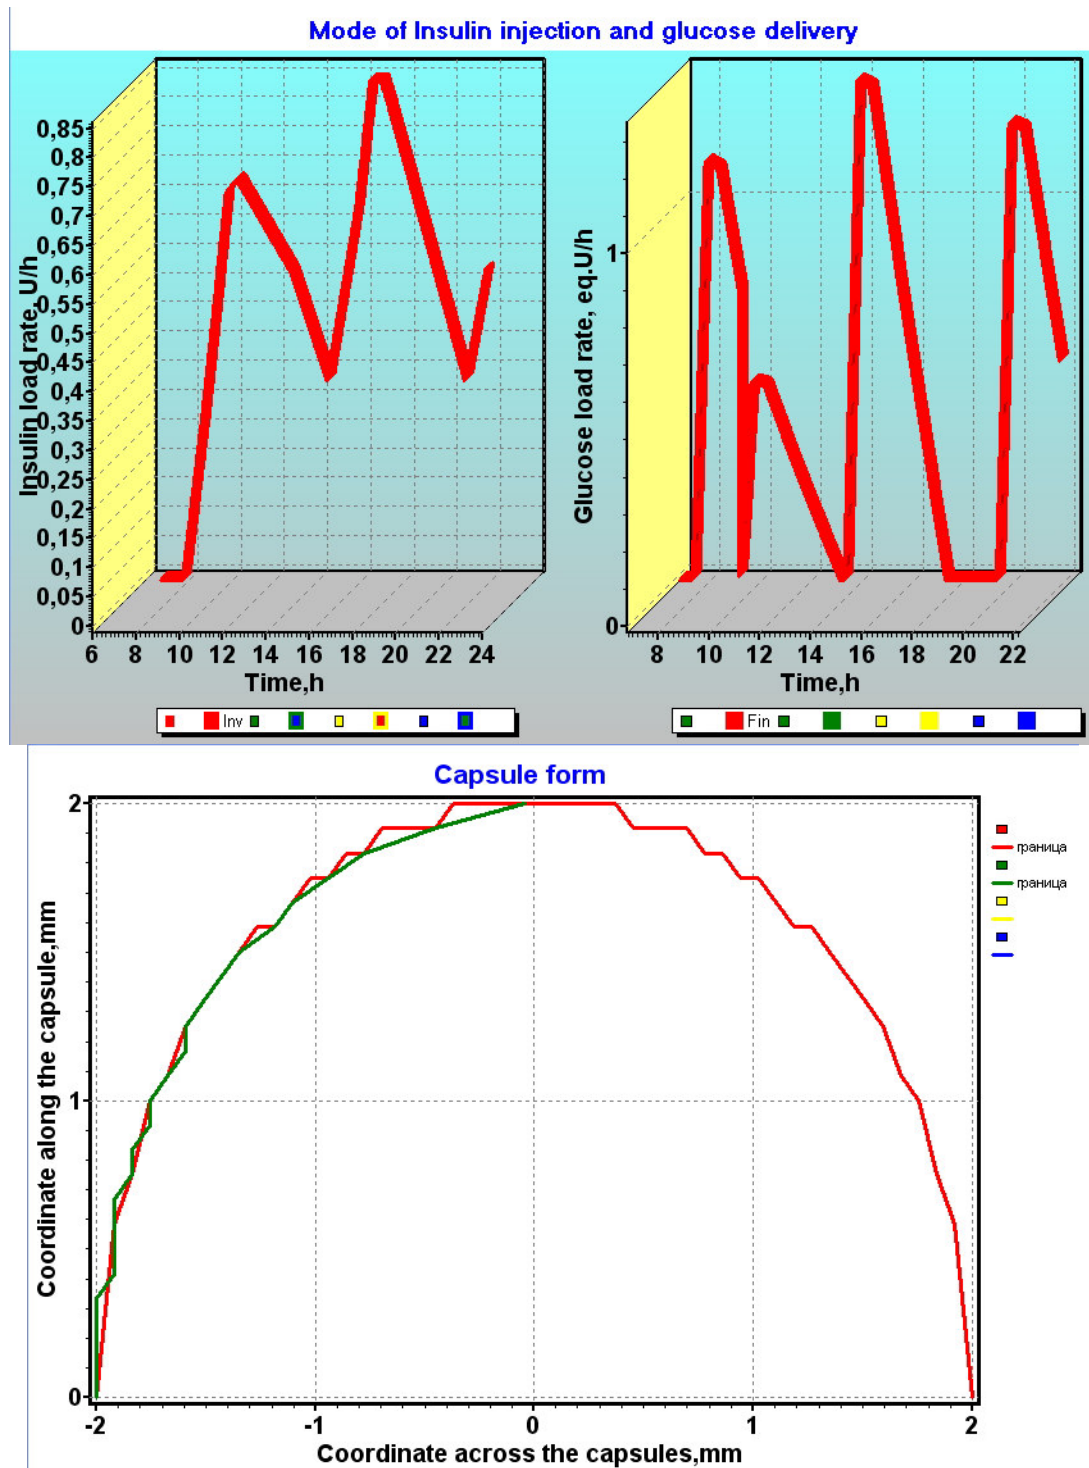 Mode of Insulin injection and glucose delivery
Insulin load rate, U/h
0,85
0,8
0,75
0,7
0,65
0,6
0,55
0,5
0,45
0,4
0,35
0,3
0,25
0,2
0,15
0,1
0,05
0
6 8 10 12 14 16 18 20 22 24
Time,h
Inv
Glucose load rate, eq.U/h
1
0
8 10 12 14 16 18 20 22
Time,h
Fin
Capsule form
Coordinate along the capsule,mm
2
1
0
-2 -1 0 1 2
Coordinate across the capsules,mm
граница
граница